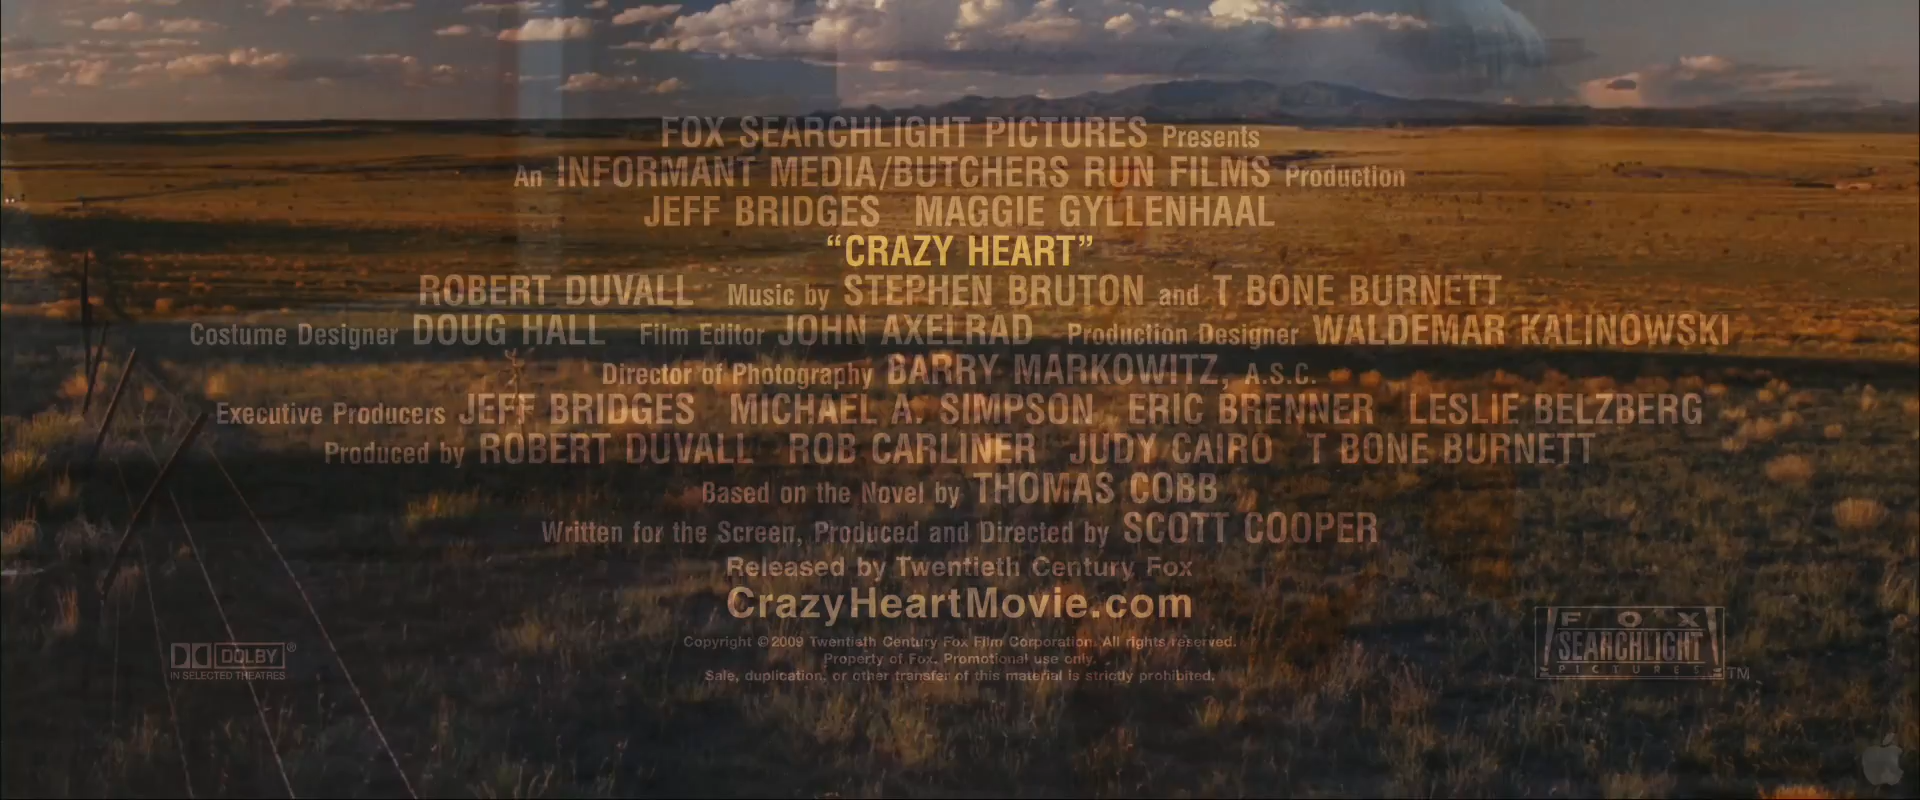 FOX SEARCHLIGHT PICTURES Presents
An INFORMANT MEDIA/BUTCHERS RUN FILMS Production
JEFF BRIDGES MAGGIE GYLLENHAAL
“CRAZY HEART”
ROBERT DUVALL Music by STEPHEN BRUTON and T BONE BURNETT
Costume Designer DOUG HALL Film Editor JOHN AXELRAD Production Designer WALDEMAR KALINOWSKI
Director of Photography BARRY MARKOWITZ, A.S.C.
Executive Producers JEFF BRIDGES MICHAEL A. SIMPSON ERIC BRENNER LESLIE BELZBERG
Produced by ROBERT DUVALL ROB CARLINER JUDY CAIRO T BONE BURNETT
Based on the Novel by THOMAS COBB
Written for the Screen, Produced and Directed by SCOTT COOPER
Released by Twentieth Century Fox
CrazyHeartMovie.com
Copyright ©2009 Twentieth Century Fox Film Corporation. All rights reserved.
Property of Fox. Promotional use only.
Sale, duplication, or other transfer of this material is strictly prohibited.
DOLBY®
IN SELECTED THEATRES
FOX
SEARCHLIGHT
PICTURES™